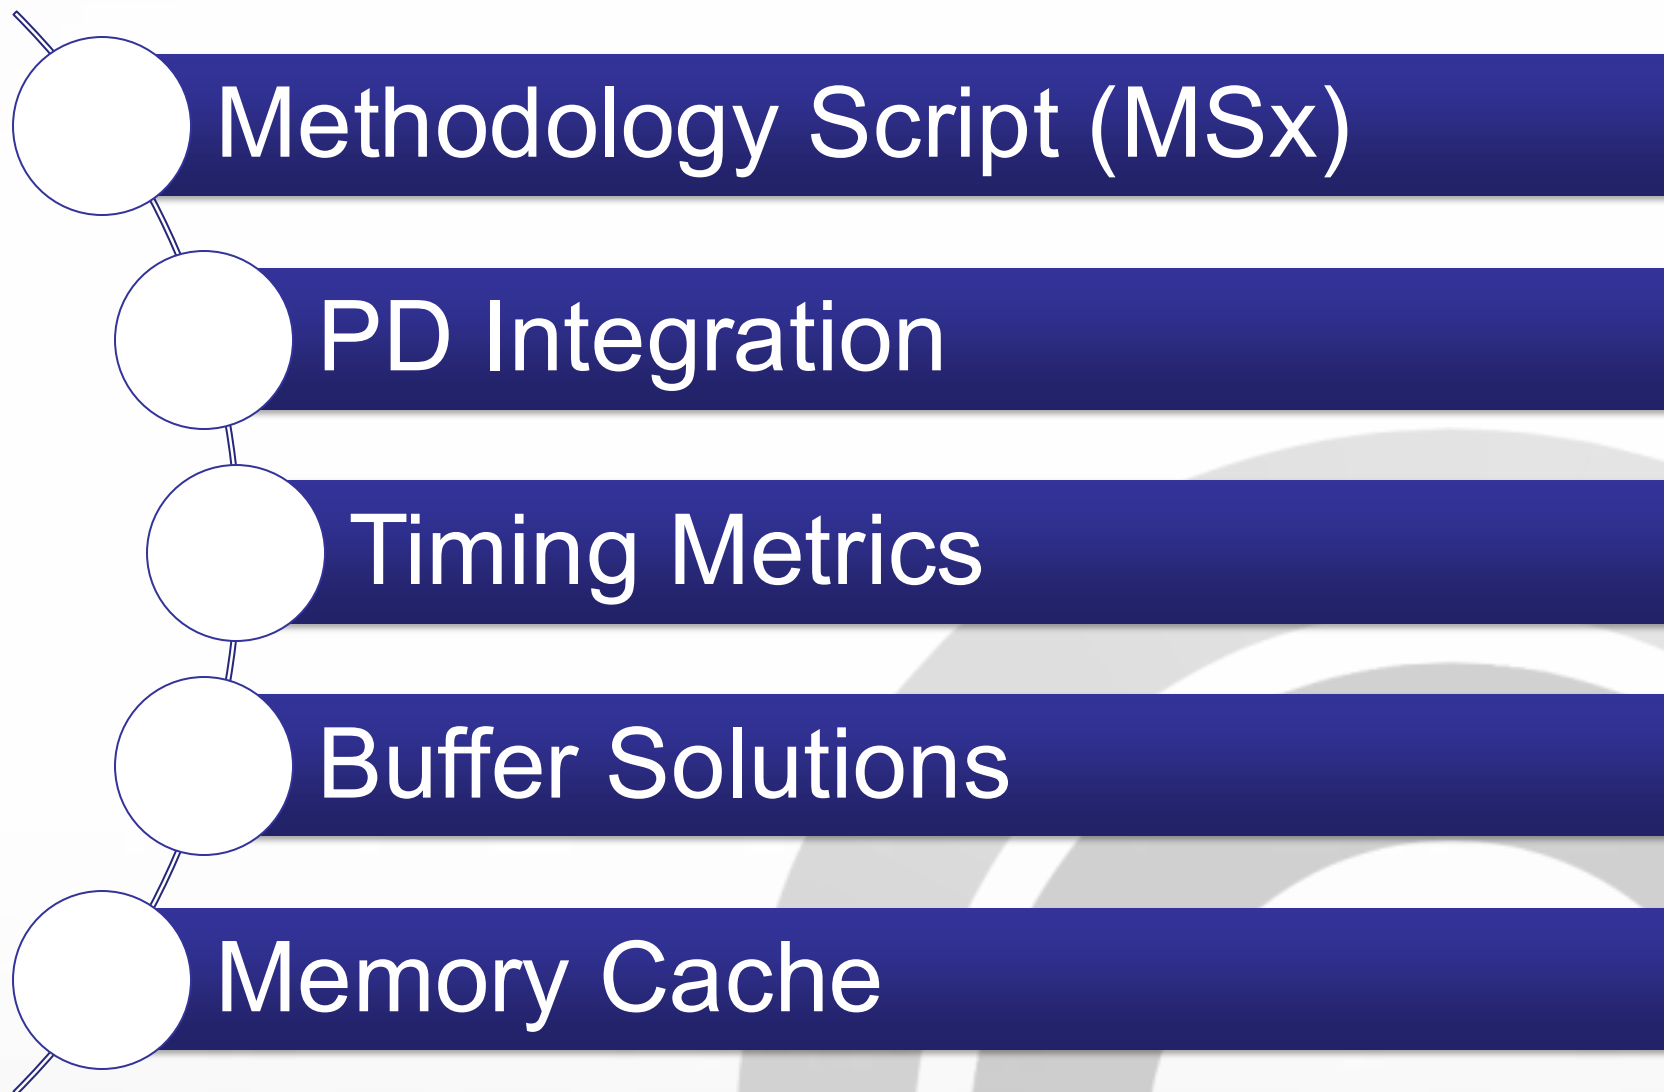 Methodology Script (MSx)
PD Integration
Timing Metrics
Buffer Solutions
Memory Cache